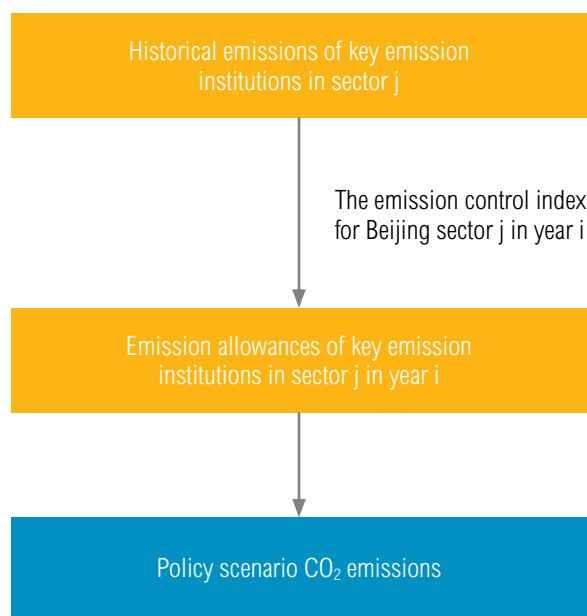 Historical emissions of key emission
institutions in sector j
The emission control index
for Beijing sector j in year i
Emission allowances of key emission
institutions in sector j in year i
Policy scenario CO₂ emissions